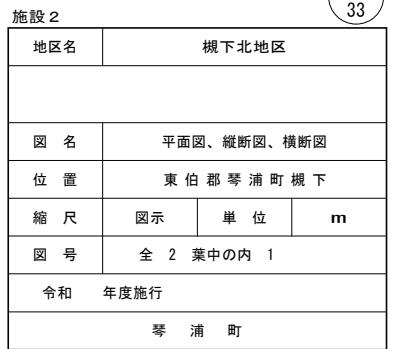 33
施設２
地区名 槻下北地区
図 名 平面図、縦断図、横断図
位 置 東 伯 郡 琴 浦 町 槻 下
縮 尺 図示 単 位 m
図 号 全 2 葉中の内 1
令和 年度施行
琴 浦 町